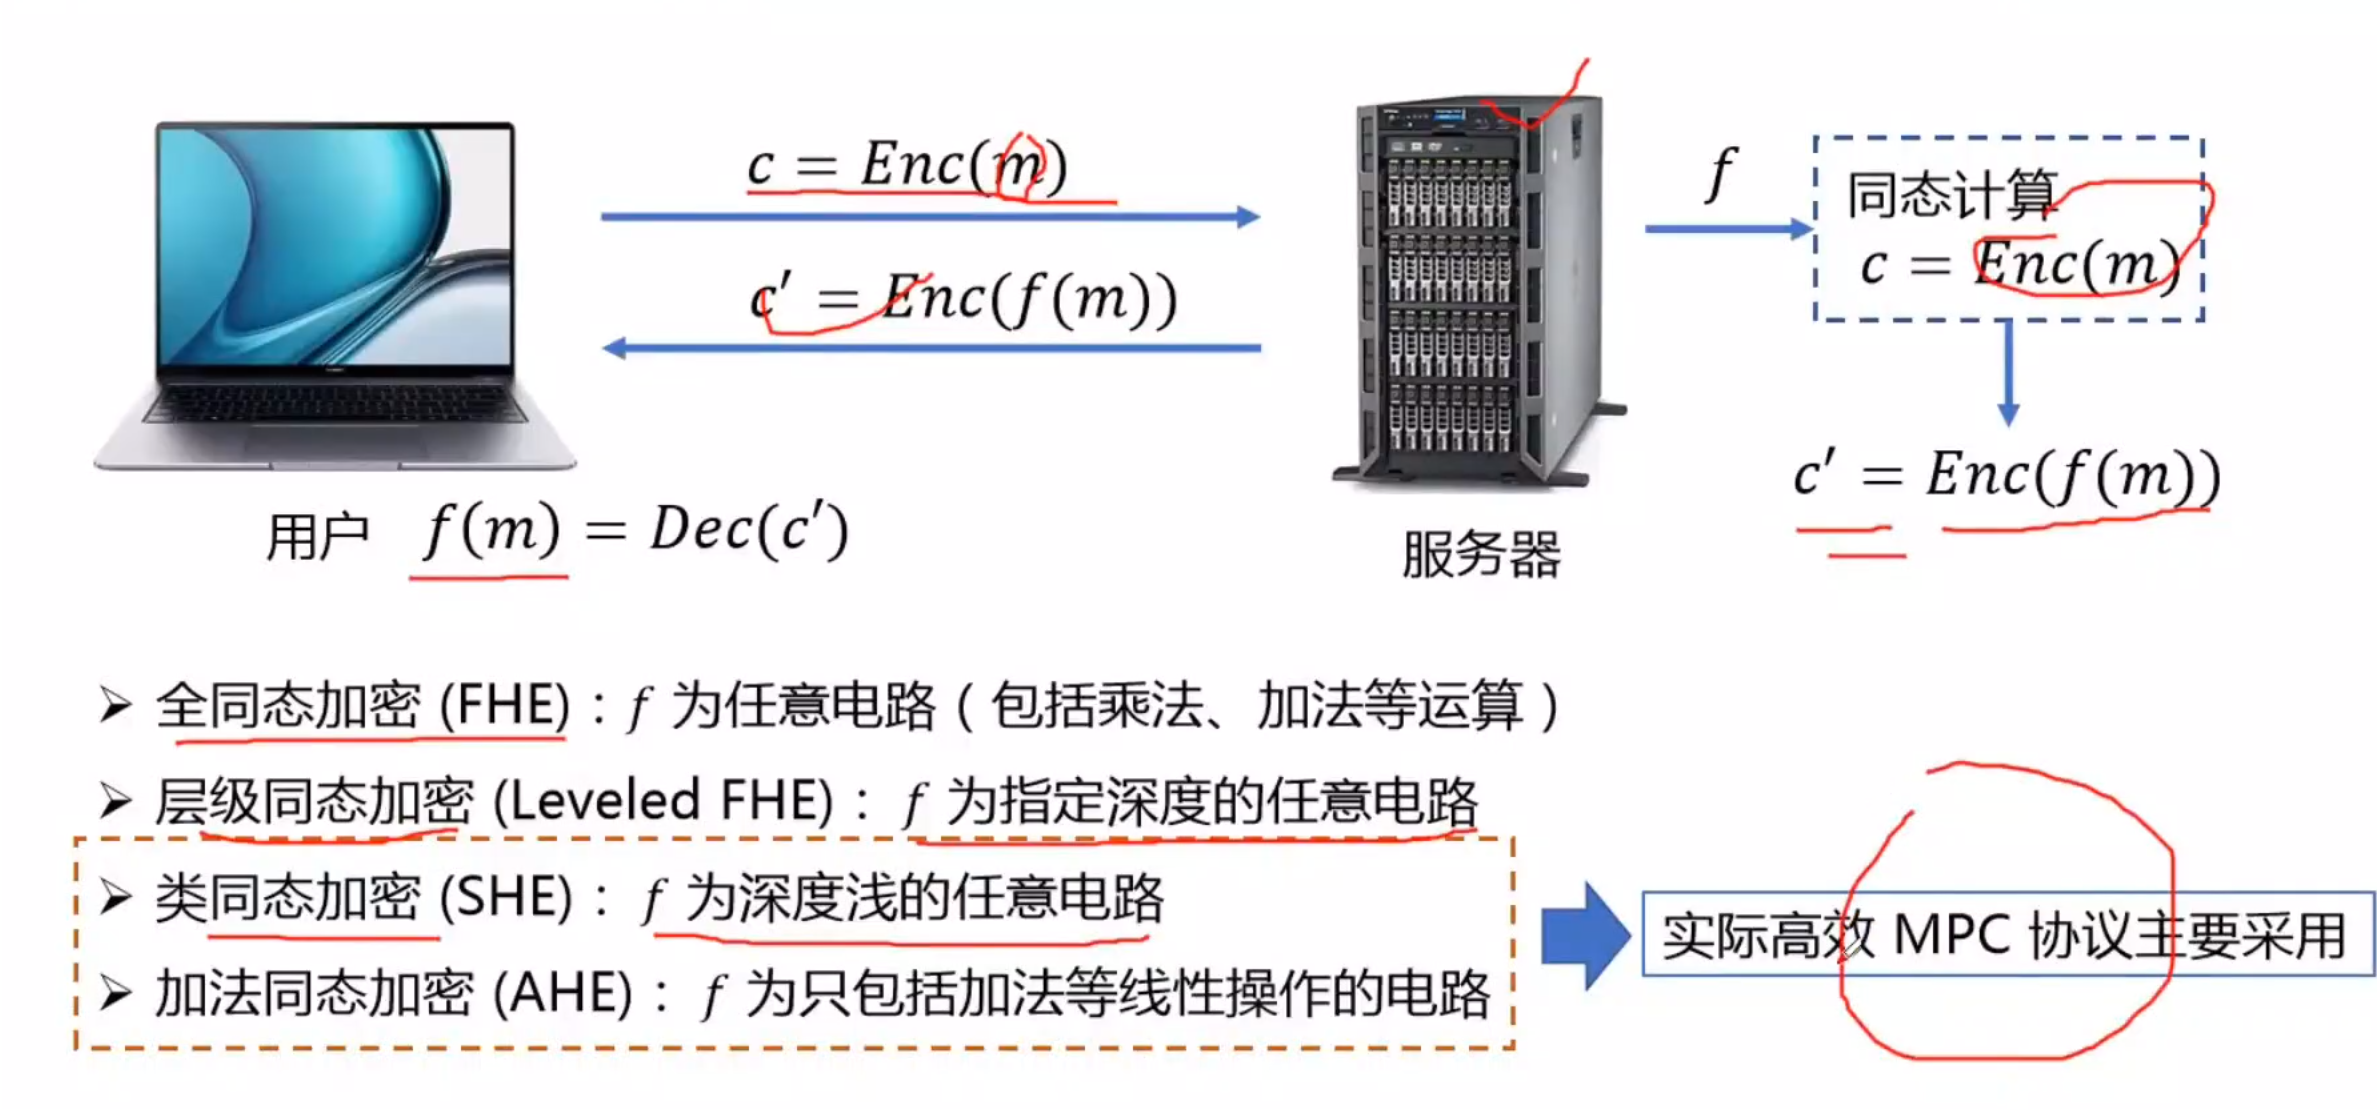 c = Enc(m)
c′ = Enc(f(m))
f
同态计算
c = Enc(m)
c′ = Enc(f(m))
用户 f(m) = Dec(c′)
服务器
➢ 全同态加密 (FHE)：f 为任意电路（包括乘法、加法等运算）
➢ 层级同态加密 (Leveled FHE)： f 为指定深度的任意电路
➢ 类同态加密 (SHE)： f 为深度浅的任意电路
➢ 加法同态加密 (AHE)： f 为只包括加法等线性操作的电路
实际高效 MPC 协议主要采用